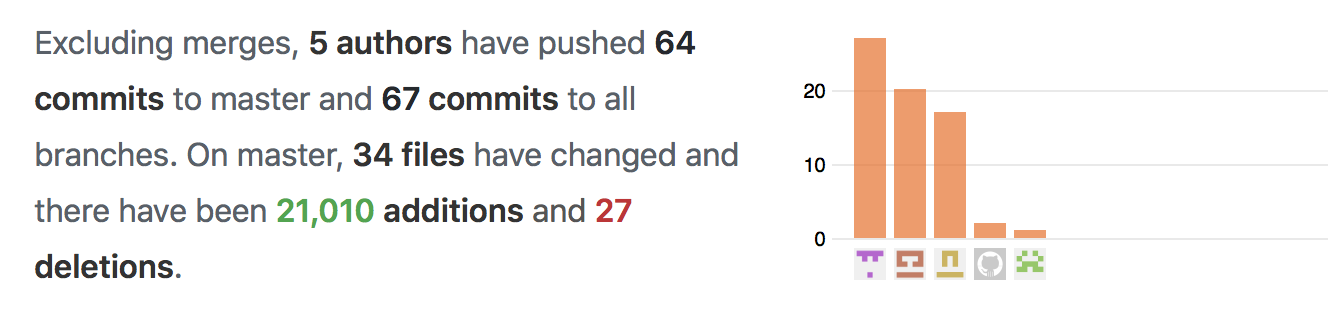 Excluding merges, 5 authors have pushed 64
commits to master and 67 commits to all
branches. On master, 34 files have changed and
there have been 21,010 additions and 27
deletions.
20
10
0